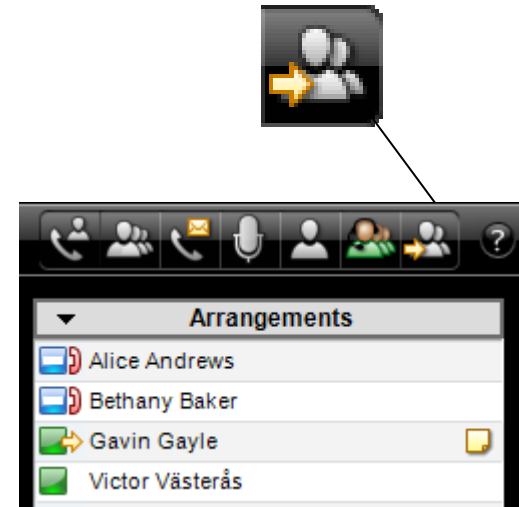 ?
Arrangements
Alice Andrews
Bethany Baker
Gavin Gayle
Victor Västerås